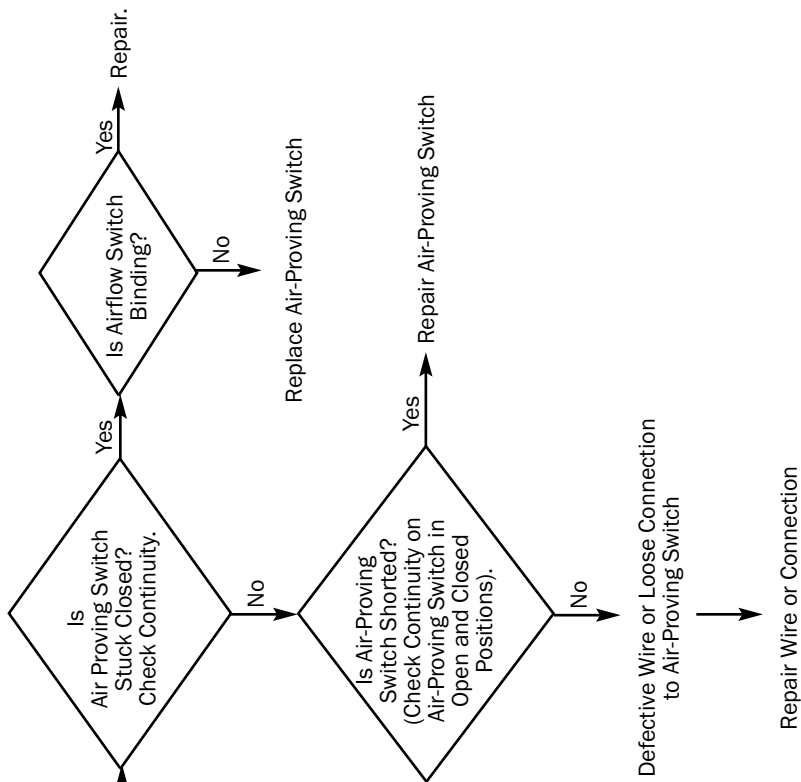 Is
Air Proving Switch
Stuck Closed?
Check Continuity.
Yes
Is Airflow Switch
Binding?
Yes
Repair.
No
Replace Air-Proving Switch
No
Is Air-Proving
Switch Shorted?
(Check Continuity on
Air-Proving Switch in
Open and Closed
Positions).
Yes
Repair Air-Proving Switch
No
Defective Wire or Loose Connection
to Air-Proving Switch
Repair Wire or Connection